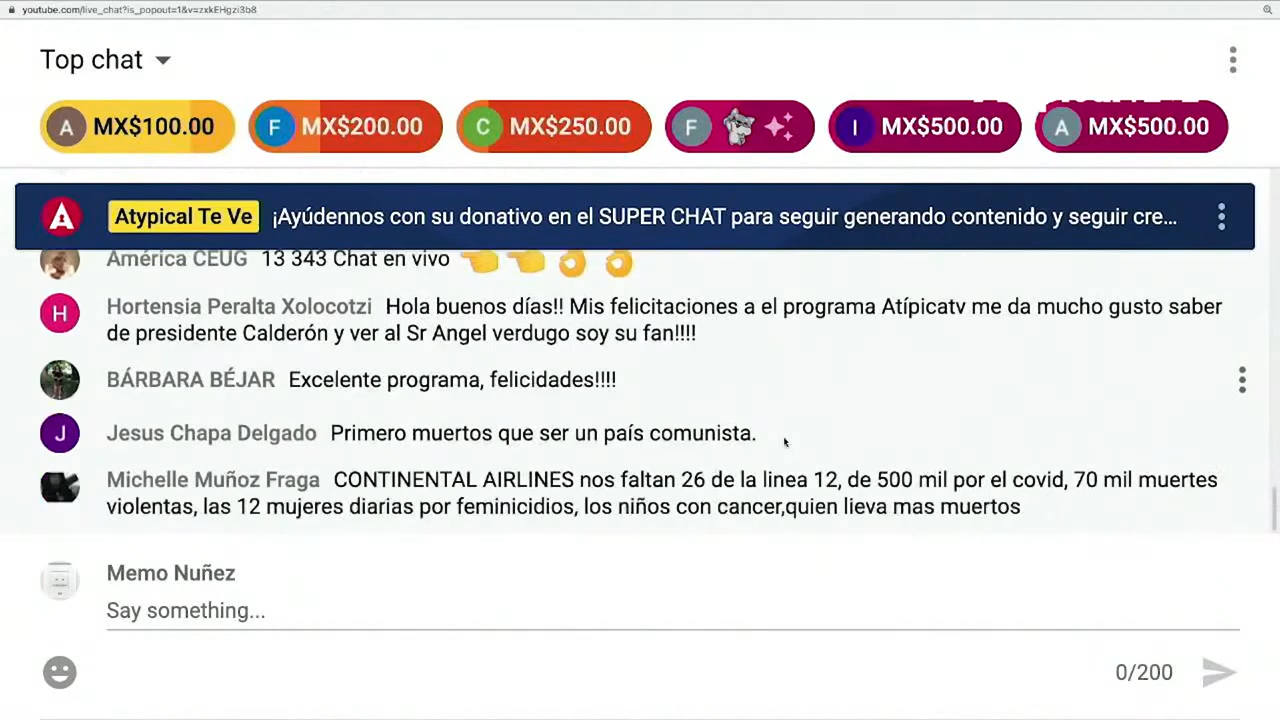 youtube.com/live_chat?is_popout=1&v=zxkEHgzi3b8
Top chat
A MX$100.00 F MX$200.00 C MX$250.00 F I MX$500.00 A MX$500.00
A Atypical Te Ve ¡Ayúdennos con su donativo en el SUPER CHAT para seguir generando contenido y seguir cre...
América CEUG 13 343 Chat en vivo 👈👈👌👌
H Hortensia Peralta Xolocotzi Hola buenos días!! Mis felicitaciones a el programa Atípicatv me da mucho gusto saber
de presidente Calderón y ver al Sr Angel verdugo soy su fan!!!!
BÁRBARA BÉJAR Excelente programa, felicidades!!!!
J Jesus Chapa Delgado Primero muertos que ser un país comunista.
Michelle Muñoz Fraga CONTINENTAL AIRLINES nos faltan 26 de la linea 12, de 500 mil por el covid, 70 mil muertes
violentas, las 12 mujeres diarias por feminicidios, los niños con cancer,quien lleva mas muertos
Memo Nuñez
Say something...
0/200